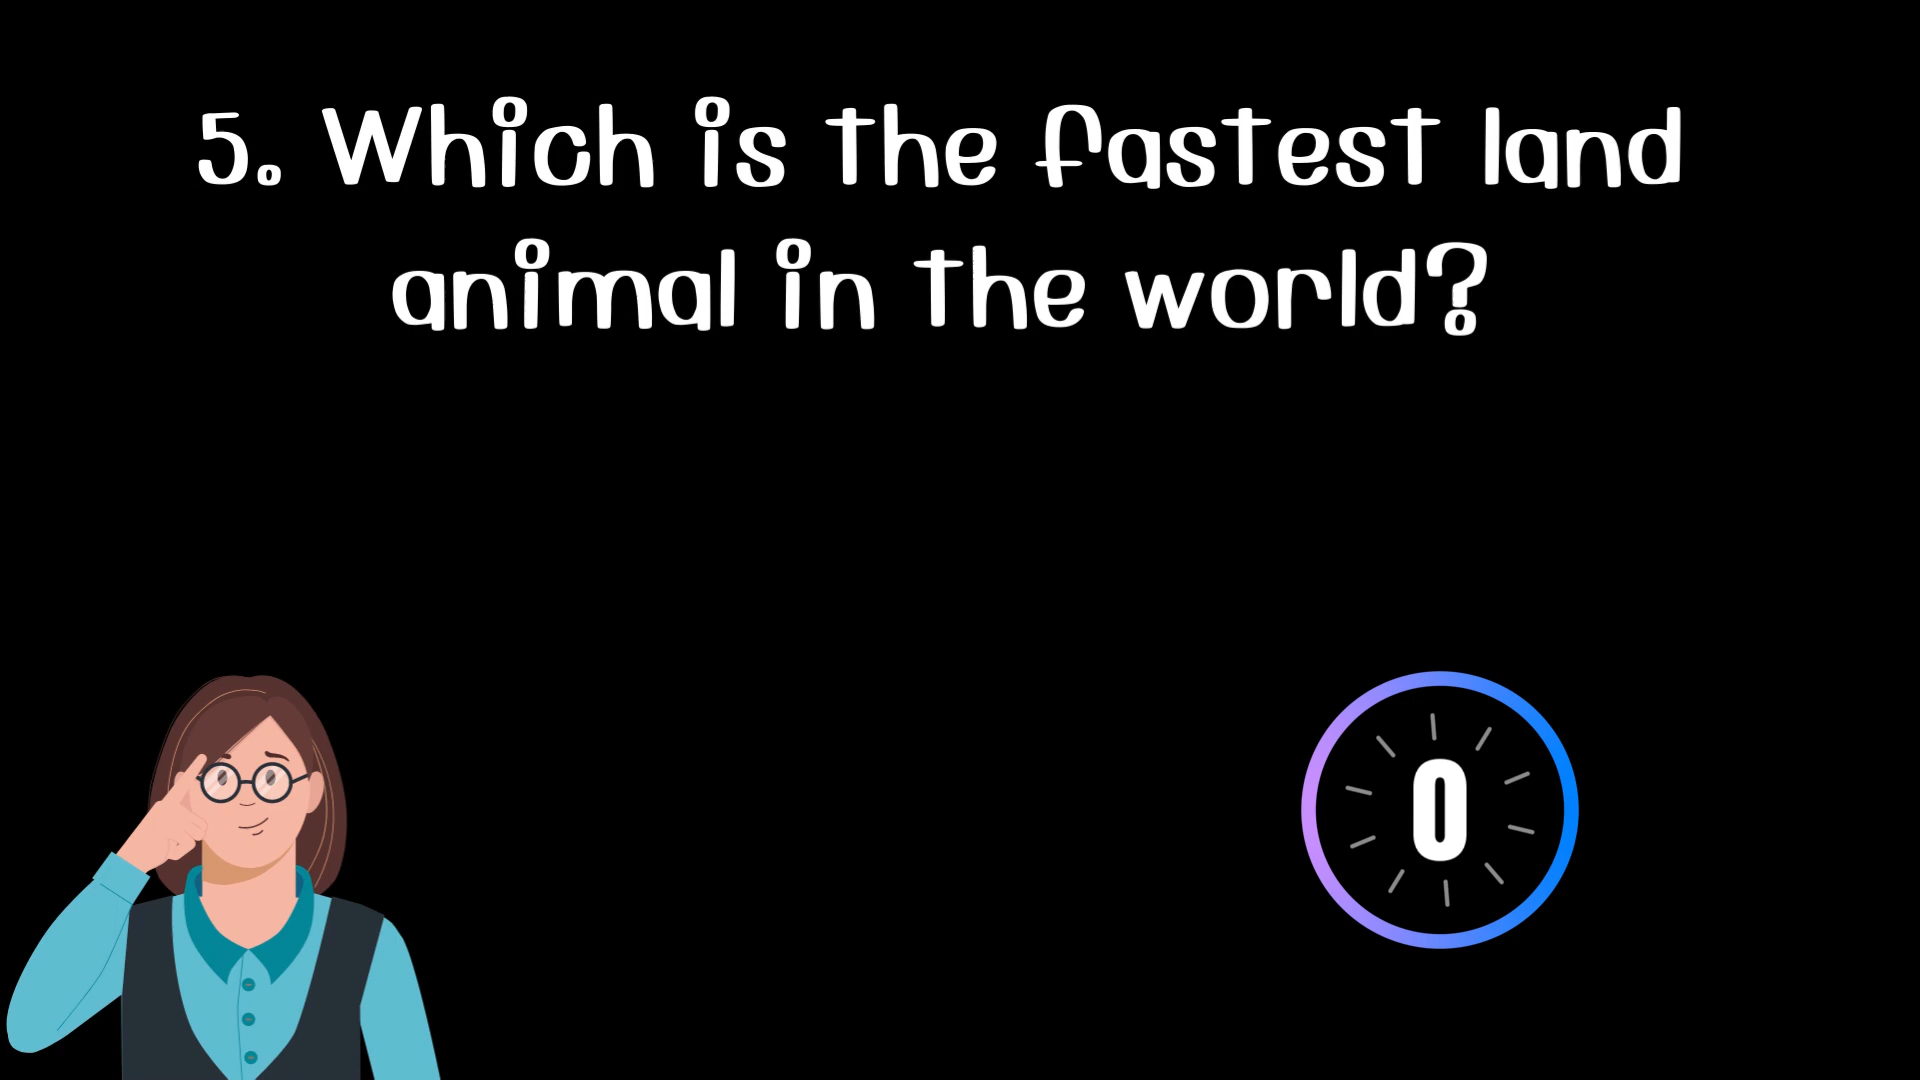 5. Which is the fastest land
animal in the world?
0